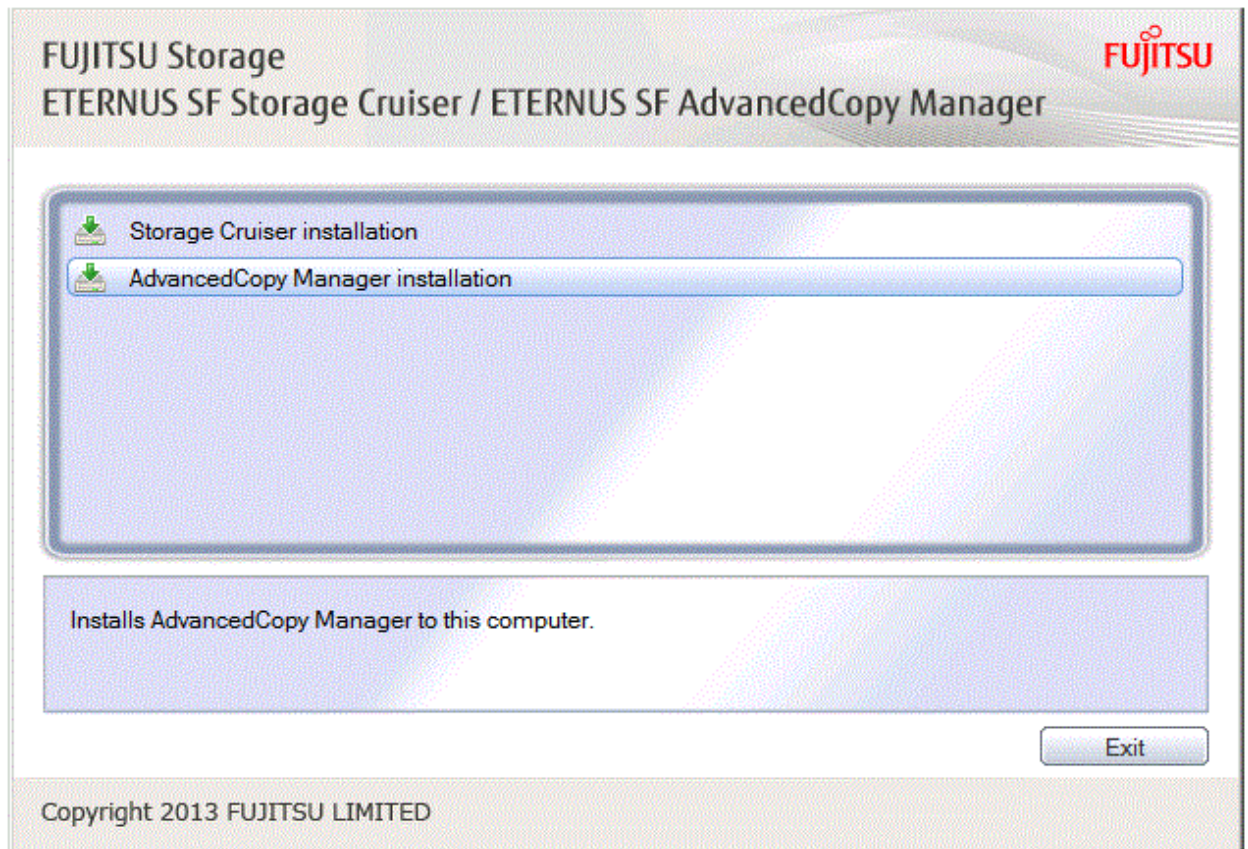 FUJITSU Storage
FUJITSU
ETERNUS SF Storage Cruiser / ETERNUS SF AdvancedCopy Manager
Storage Cruiser installation
AdvancedCopy Manager installation
Installs AdvancedCopy Manager to this computer.
Exit
Copyright 2013 FUJITSU LIMITED